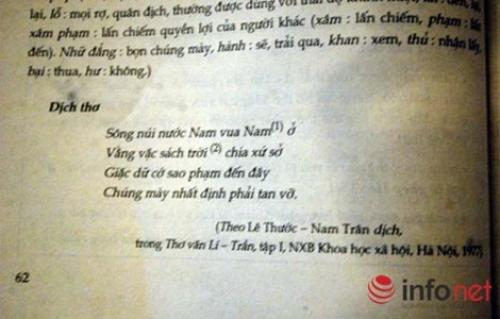 lại, lỗ : mọi rợ, quân địch, thường được dùng với thái độ
xâm phạm : lấn chiếm quyền lợi của người khác (xâm : lấn chiếm, phạm :
đến). Nhữ đẳng : bọn chúng mày, hành : sẽ, trải qua, khan : xem, thủ : nhận lấy,
bại : thua, hư : không.)
Dịch thơ
Sông núi nước Nam vua Nam(1) ở
Vằng vặc sách trời (2) chia xứ sở
Giặc dữ cớ sao phạm đến đây
Chúng mày nhất định phải tan vỡ.
(Theo Lê Thước – Nam Trân dịch,
trong Thơ văn Lí – Trần, tập I, NXB Khoa học xã hội, Hà Nội, 1977)
62
infonet